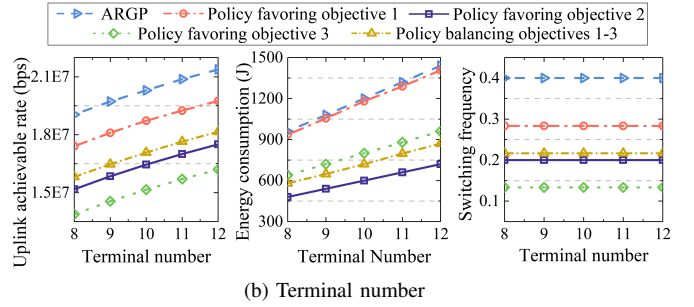 ARGP Policy favoring objective 1 Policy favoring objective 2
Policy favoring objective 3 Policy balancing objectives 1-3
Uplink achievable rate (bps)
2.1E7
1.8E7
1.5E7
8 9 10 11 12
Terminal number
Energy consumption (J)
1500
1200
900
600
300
8 9 10 11 12
Terminal Number
Switching frequency
0.4
0.3
0.2
0.1
8 9 10 11 12
Terminal number
(b) Terminal number